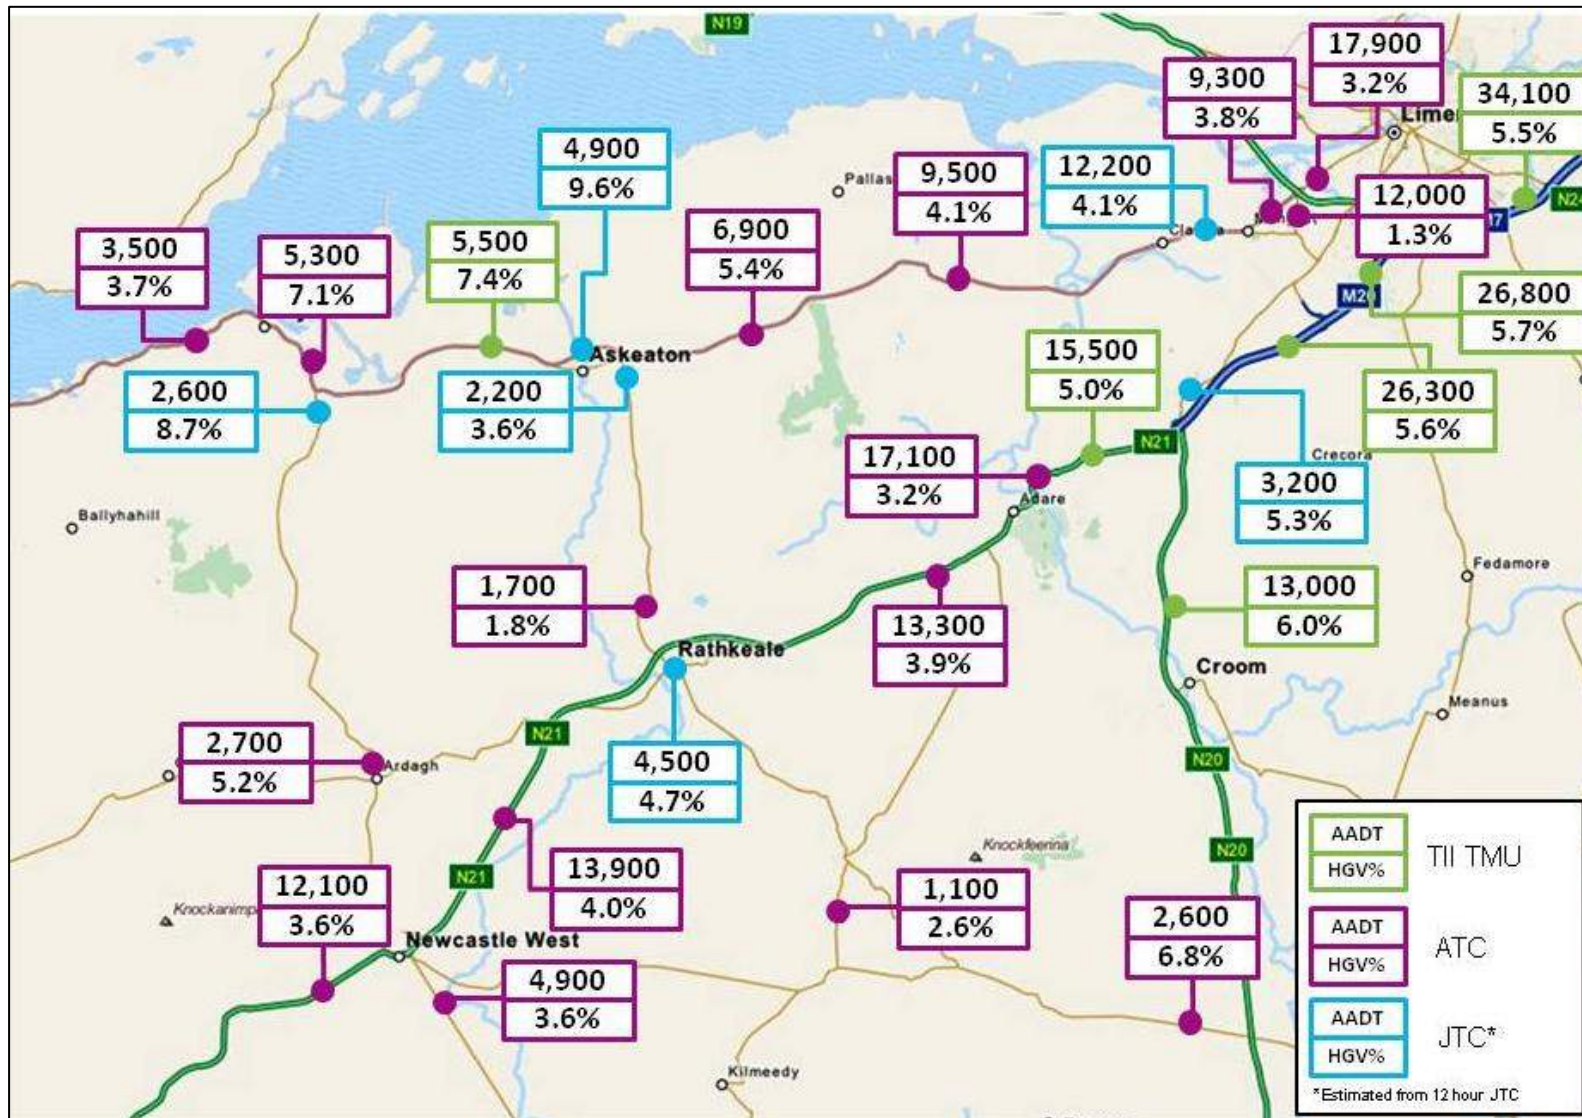 N19
17,900
3.2%
9,300
3.8%
34,100
5.5%
4,900
9.6%
9,500
4.1%
12,200
4.1%
12,000
1.3%
N24
3,500
3.7%
5,300
7.1%
5,500
7.4%
6,900
5.4%
26,800
5.7%
Askeaton
2,600
8.7%
2,200
3.6%
15,500
5.0%
26,300
5.6%
N21
Crecora
17,100
3.2%
3,200
5.3%
Adare
Ballyhahill
Fedamore
1,700
1.8%
13,300
3.9%
13,000
6.0%
Rathkeale
Croom
Meanus
N21
2,700
5.2%
Ardagh
4,500
4.7%
N20
13,900
4.0%
N21
Knockfeerina
N20
12,100
3.6%
1,100
2.6%
2,600
6.8%
Newcastle West
4,900
3.6%
Kilmeedy
AADT
HGV%
TII TMU
AADT
HGV%
ATC
AADT
HGV%
JTC*
*Estimated from 12 hour JTC